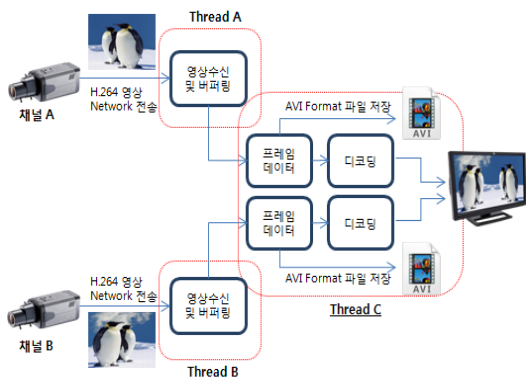 Thread A
H.264 영상
Network 전송
영상수신
및 버퍼링
채널 A
AVI Format 파일 저장
AVI
프레임
데이터
디코딩
프레임
데이터
디코딩
AVI Format 파일 저장
AVI
Thread C
H.264 영상
Network 전송
영상수신
및 버퍼링
채널 B
Thread B